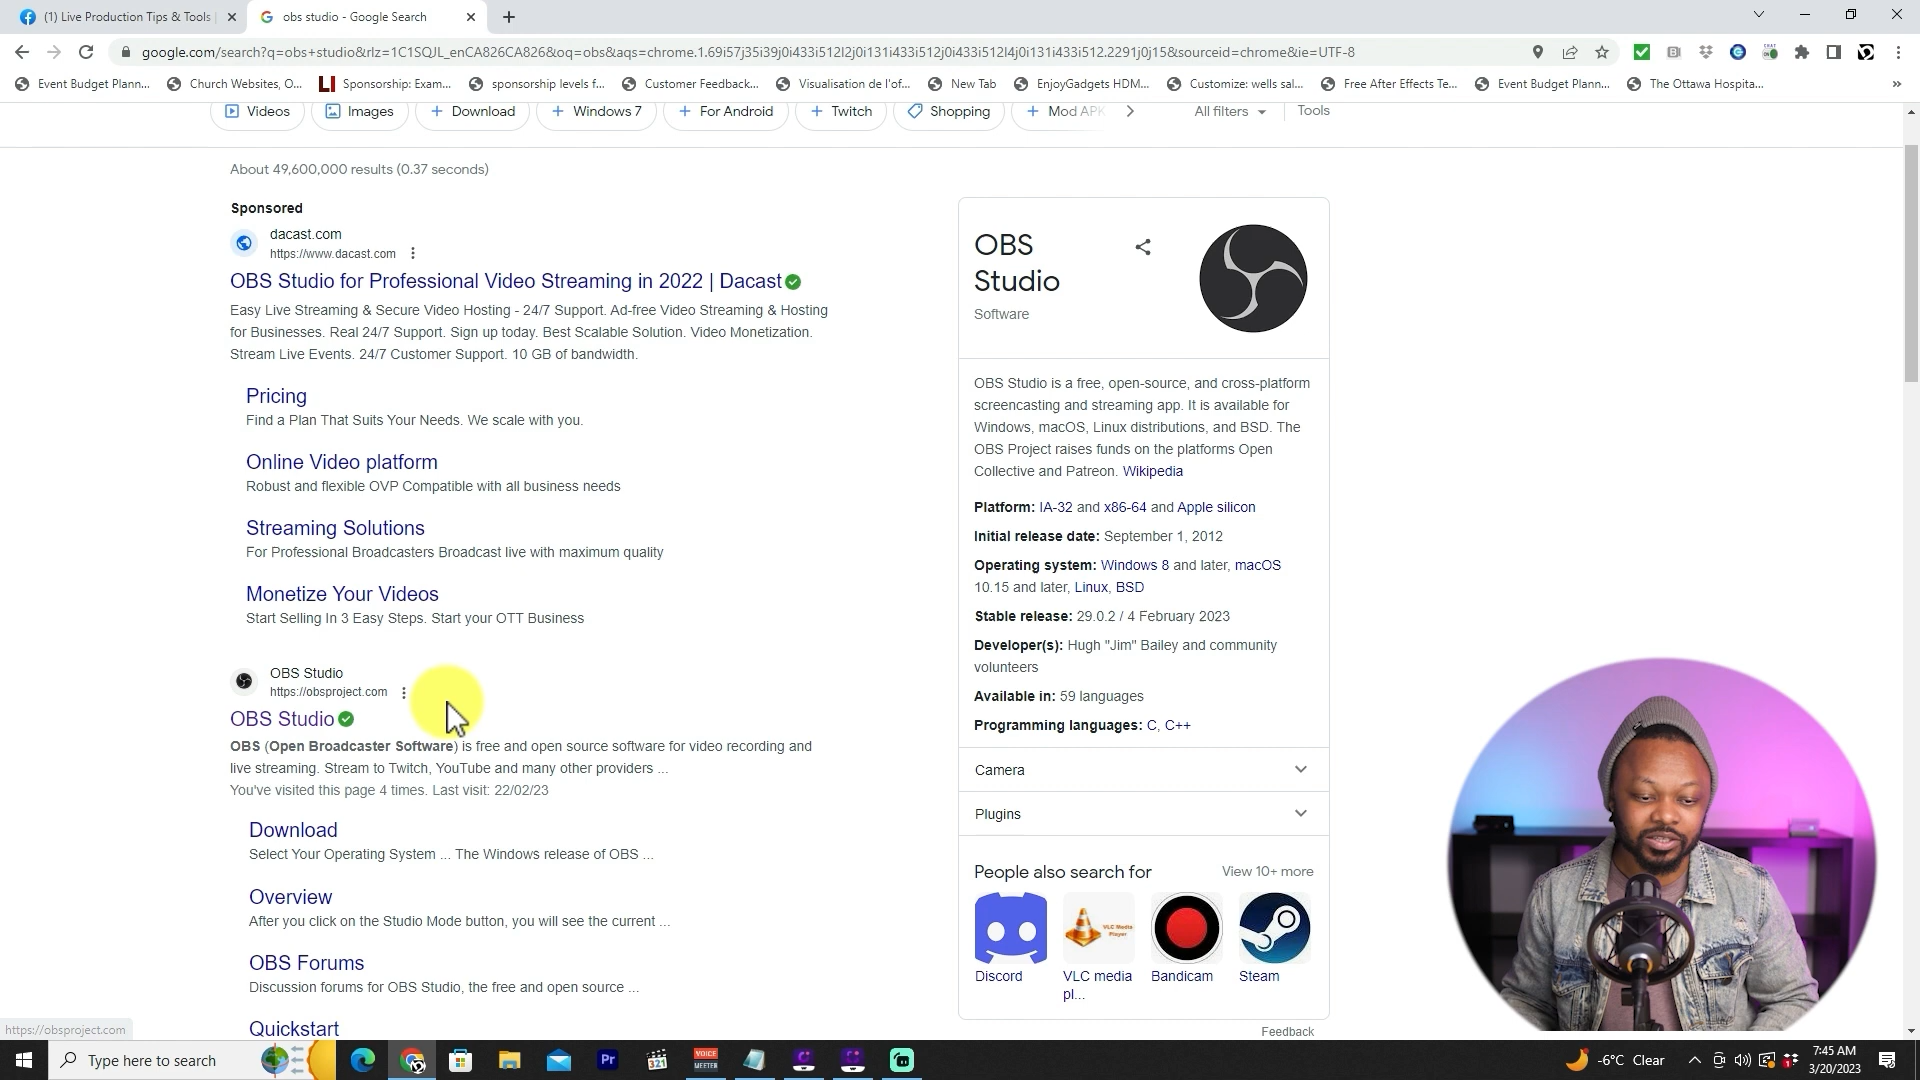 (1) Live Production Tips & Tools
obs studio - Google Search
google.com/search?q=obs+studio&rlz=1C1SQJL_enCA826CA826&oq=obs&aqs=chrome.1.69i57j35i39j0i433i512l2j0i131i433i512j0i433i512l4j0i131i433i512.2291j0j15&sourceid=chrome&ie=UTF-8
Event Budget Plann...
Church Websites, O...
Sponsorship: Exam...
sponsorship levels f...
Customer Feedback...
Visualisation de l'of...
New Tab
EnjoyGadgets HDM...
Customize: wells sal...
Free After Effects Te...
Event Budget Plann...
The Ottawa Hospita...
Videos
Images
+ Download
+ Windows 7
+ For Android
+ Twitch
Shopping
+ Mod APK
All filters
Tools
About 49,600,000 results (0.37 seconds)
Sponsored
dacast.com
https://www.dacast.com
OBS Studio for Professional Video Streaming in 2022 | Dacast
Easy Live Streaming & Secure Video Hosting - 24/7 Support. Ad-free Video Streaming & Hosting
for Businesses. Real 24/7 Support. Sign up today. Best Scalable Solution. Video Monetization.
Stream Live Events. 24/7 Customer Support. 10 GB of bandwidth.
Pricing
Find a Plan That Suits Your Needs. We scale with you.
Online Video platform
Robust and flexible OVP Compatible with all business needs
Streaming Solutions
For Professional Broadcasters Broadcast live with maximum quality
Monetize Your Videos
Start Selling In 3 Easy Steps. Start your OTT Business
OBS Studio
https://obsproject.com
OBS Studio
OBS (Open Broadcaster Software) is free and open source software for video recording and
live streaming. Stream to Twitch, YouTube and many other providers ...
You've visited this page 4 times. Last visit: 22/02/23
Download
Select Your Operating System ... The Windows release of OBS ...
Overview
After you click on the Studio Mode button, you will see the current ...
OBS Forums
Discussion forums for OBS Studio, the free and open source ...
Quickstart
https://obsproject.com
OBS
Studio
Software
OBS Studio is a free, open-source, and cross-platform
screencasting and streaming app. It is available for
Windows, macOS, Linux distributions, and BSD. The
OBS Project raises funds on the platforms Open
Collective and Patreon. Wikipedia
Platform: IA-32 and x86-64 and Apple silicon
Initial release date: September 1, 2012
Operating system: Windows 8 and later, macOS
10.15 and later, Linux, BSD
Stable release: 29.0.2 / 4 February 2023
Developer(s): Hugh "Jim" Bailey and community
volunteers
Available in: 59 languages
Programming languages: C, C++
Camera
Plugins
People also search for
View 10+ more
VLC Media
Player
Discord
VLC media
pl...
Bandicam
Steam
Feedback
Type here to search
Pr
321
VOICE
MEETER
-6°C Clear
7:45 AM
3/20/2023